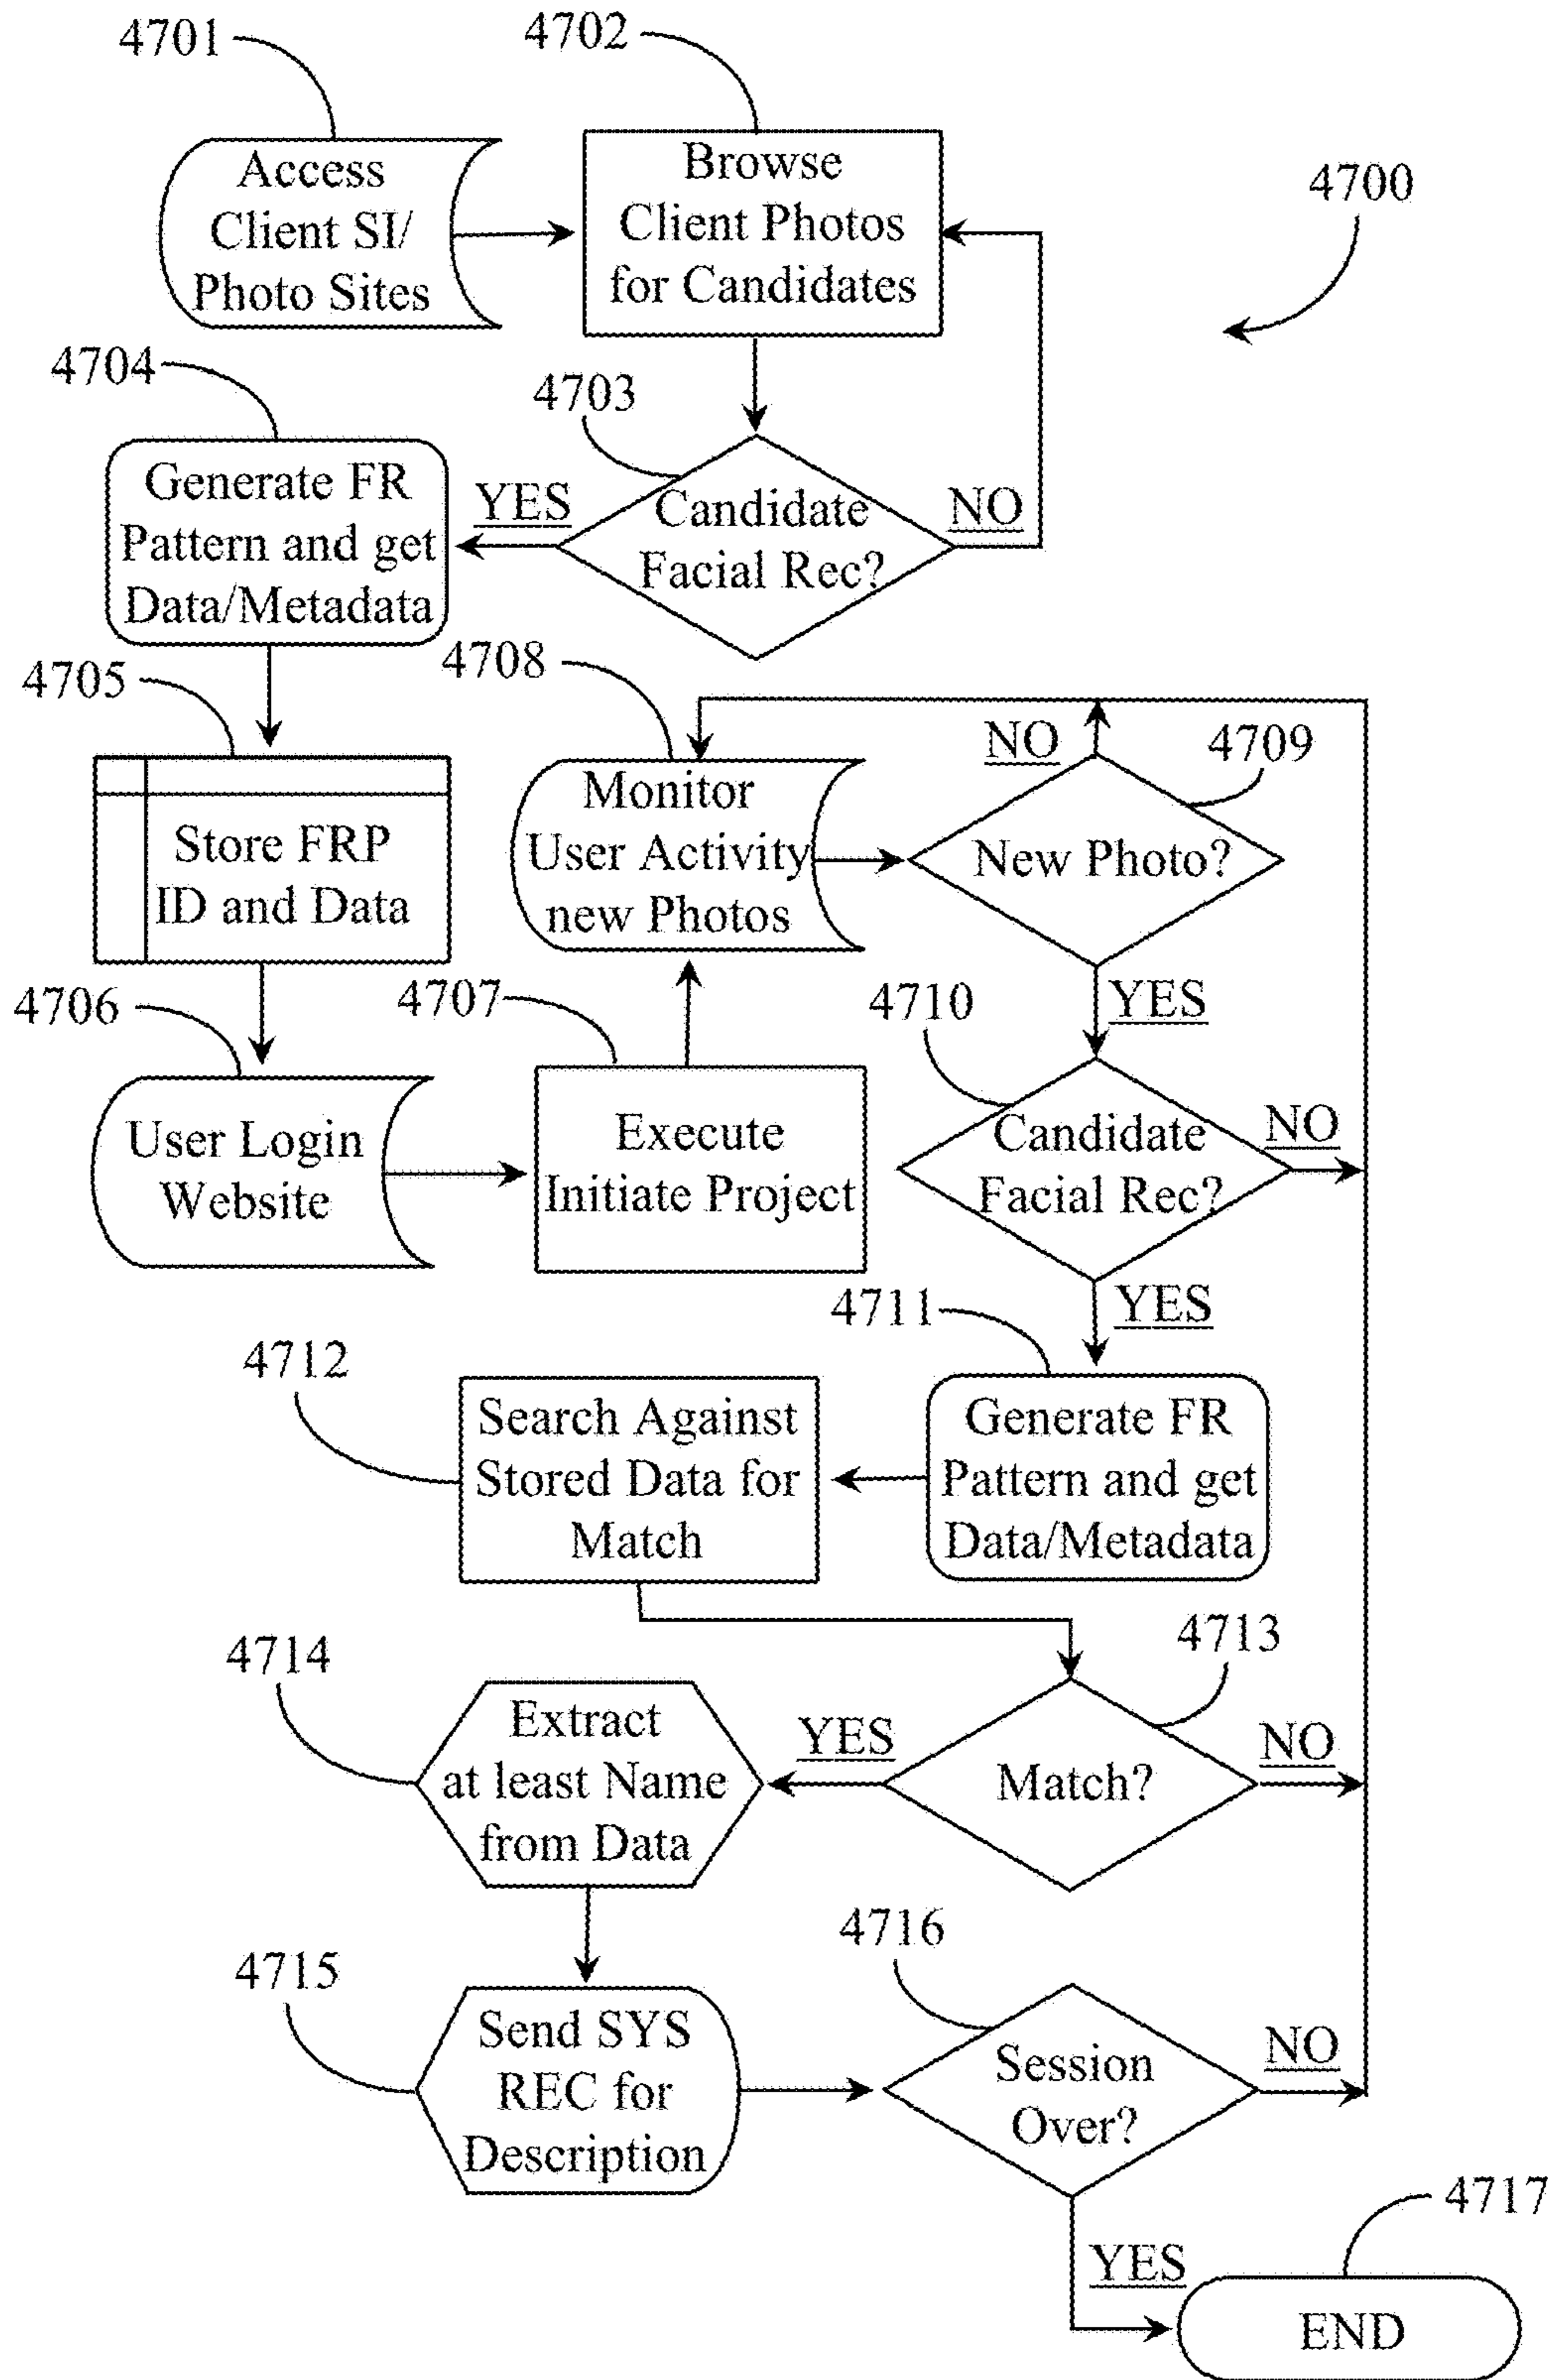 4701
4702
Access
Client SI/
Photo Sites
Browse
Client Photos
for Candidates
4700
4704
4703
Generate FR
Pattern and get
Data/Metadata
YES
Candidate
Facial Rec?
NO
4705
4708
Store FRP
ID and Data
Monitor
User Activity
new Photos
NO
4709
New Photo?
YES
4706
4707
4710
User Login
Website
Execute
Initiate Project
Candidate
Facial Rec?
NO
YES
4711
4712
Search Against
Stored Data for
Match
Generate FR
Pattern and get
Data/Metadata
4713
4714
Extract
at least Name
from Data
YES
Match?
NO
4716
4715
Send SYS
REC for
Description
Session
Over?
NO
YES
4717
END